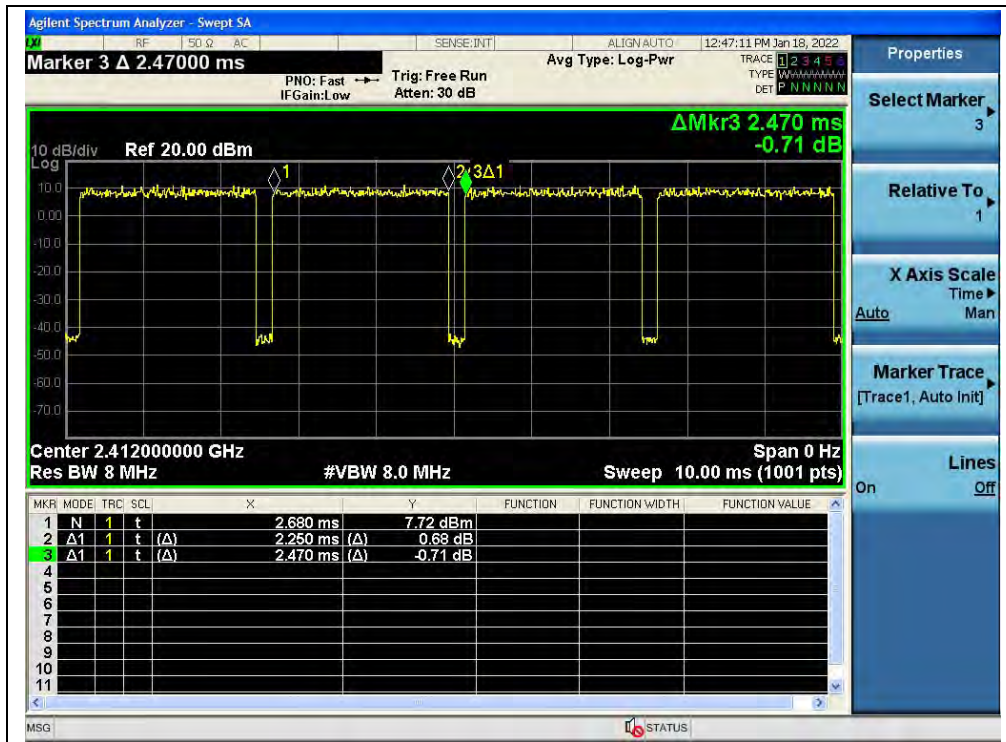 Agilent Spectrum Analyzer - Swept SA
LXI RF 50 Ω AC SENSE:INT ALIGN AUTO 12:47:11 PM Jan 18, 2022
Marker 3 Δ 2.47000 ms
PNO: Fast
IFGain:Low
Trig: Free Run
Atten: 30 dB
Avg Type: Log-Pwr
TRACE 1 2 3 4 5 6
TYPE
DET P N N N N N
ΔMkr3 2.470 ms
-0.71 dB
10 dB/div Ref 20.00 dBm
Log
1 2 3Δ1
10.0
0.00
-10.0
-20.0
-30.0
-40.0
-50.0
-60.0
-70.0
Center 2.412000000 GHz Span 0 Hz
Res BW 8 MHz #VBW 8.0 MHz Sweep 10.00 ms (1001 pts)
MKR MODE TRC SCL X Y FUNCTION FUNCTION WIDTH FUNCTION VALUE
1 N 1 t 2.680 ms 7.72 dBm
2 Δ1 1 t (Δ) 2.250 ms (Δ) 0.68 dB
3 Δ1 1 t (Δ) 2.470 ms (Δ) -0.71 dB
4
5
6
7
8
9
10
11
MSG STATUS
Properties
Select Marker
3
Relative To
1
X Axis Scale
Time
Auto Man
Marker Trace
[Trace1, Auto Init]
Lines
On Off